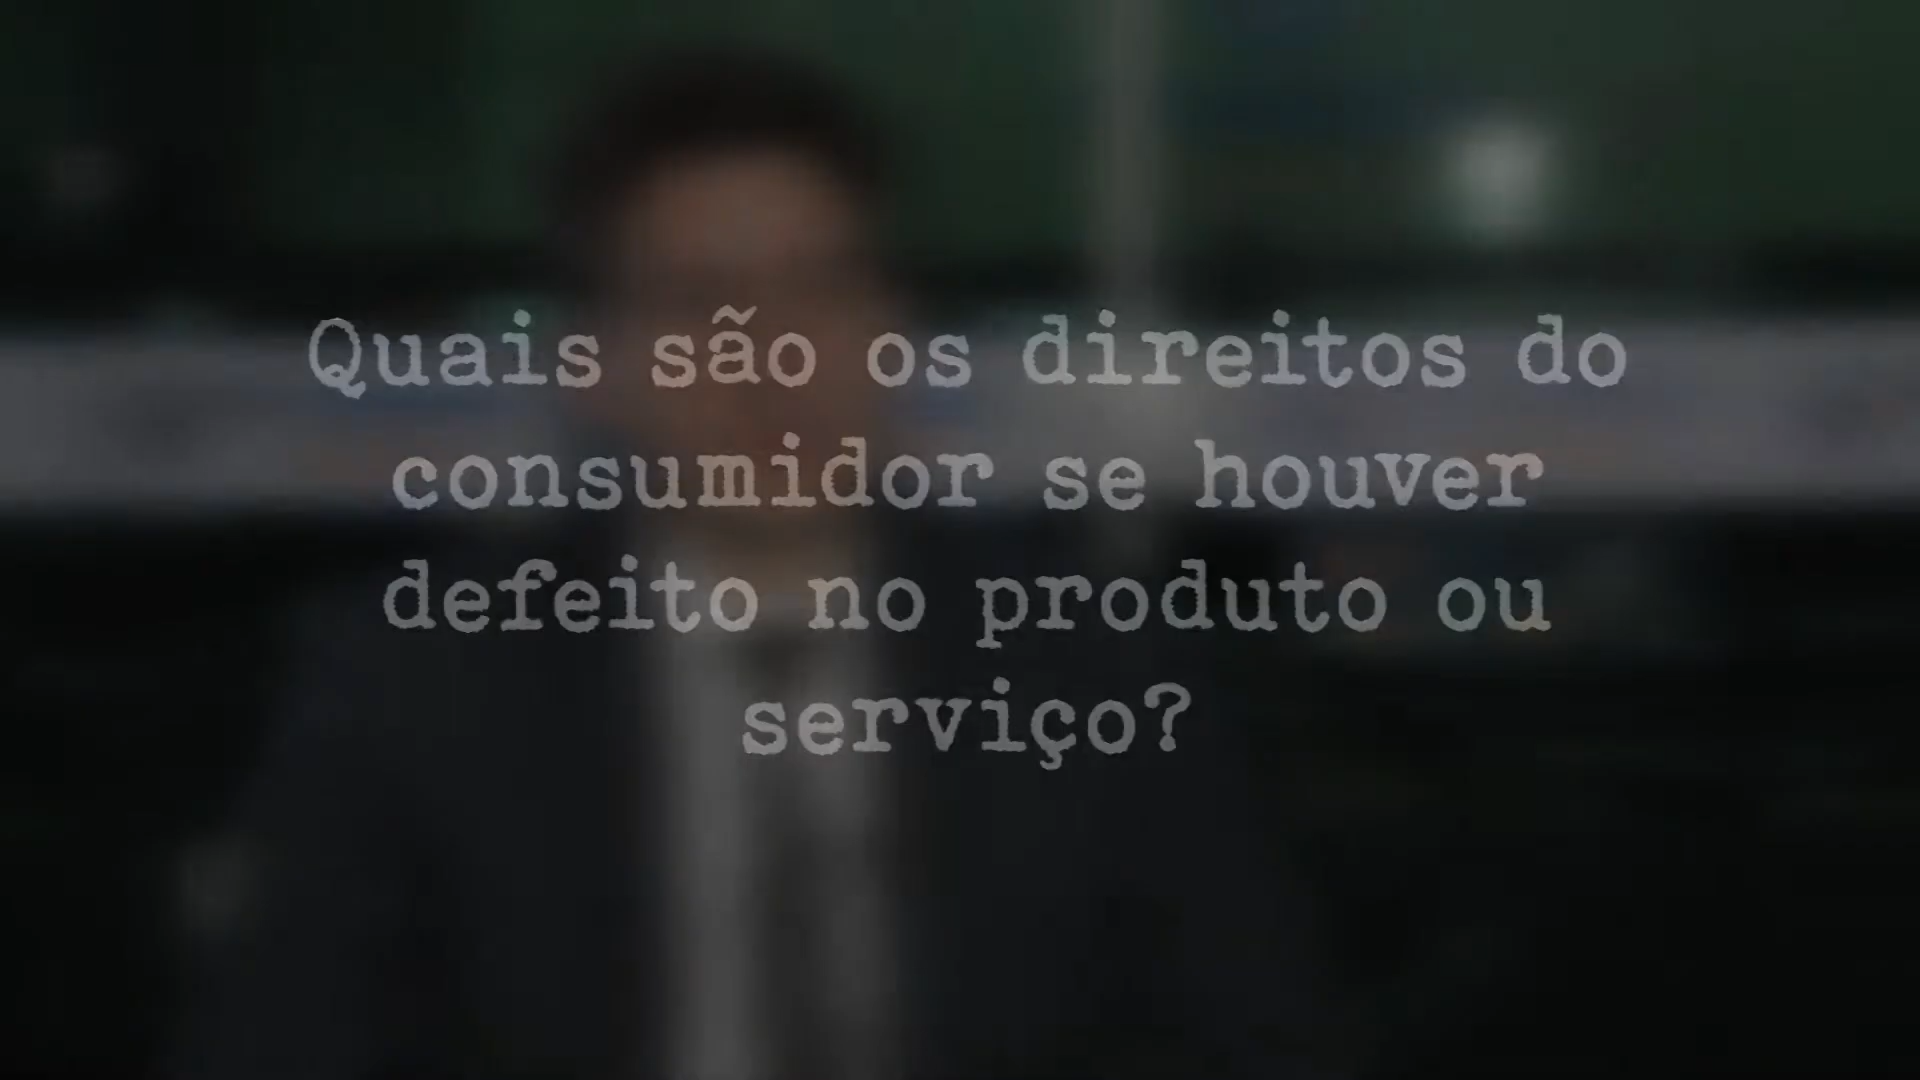 Quais são os direitos do
consumidor se houver
defeito no produto ou
serviço?